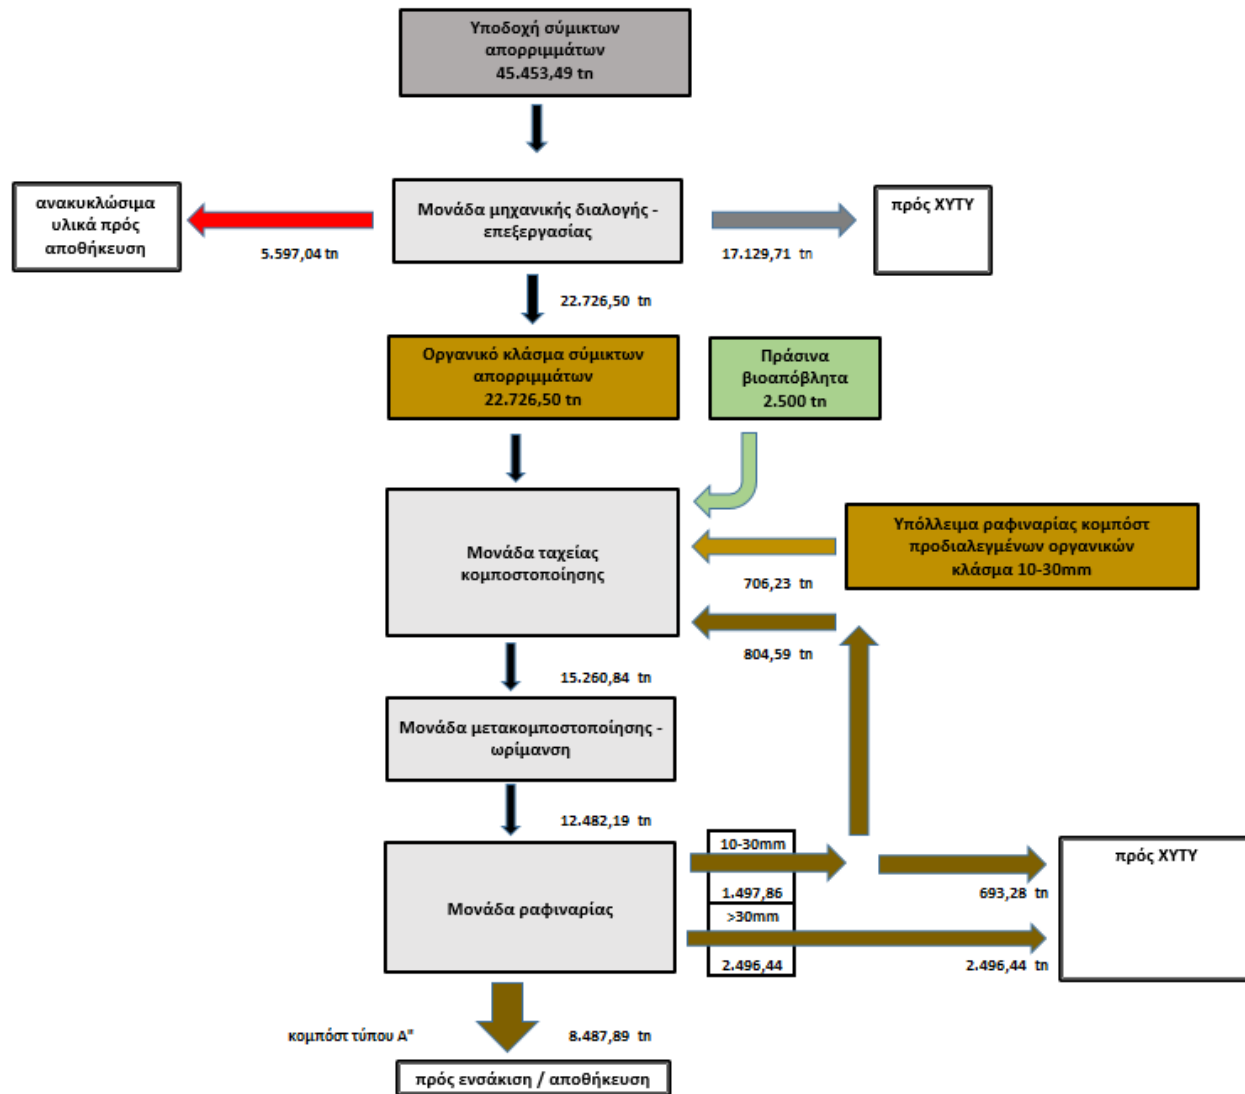 Υποδοχή σύμικτων
απορριμμάτων
45.453,49 tn
ανακυκλώσιμα
υλικά πρός
αποθήκευση
5.597,04 tn
Μονάδα μηχανικής διαλογής -
επεξεργασίας
17.129,71 tn
πρός ΧΥΤΥ
22.726,50 tn
Οργανικό κλάσμα σύμικτων
απορριμμάτων
22.726,50 tn
Πράσινα
βιοαπόβλητα
2.500 tn
Μονάδα ταχείας
κομποστοποίησης
Υπόλλειμα ραφιναρίας κομπόστ
προδιαλεγμένων οργανικών
κλάσμα 10-30mm
706,23 tn
804,59 tn
15.260,84 tn
Μονάδα μετακομποστοποίησης -
ωρίμανση
12.482,19 tn
Μονάδα ραφιναρίας
10-30mm
1.497,86
>30mm
2.496,44
693,28 tn
2.496,44 tn
πρός ΧΥΤΥ
κομπόστ τύπου Α"
8.487,89 tn
πρός ενσάκιση / αποθήκευση